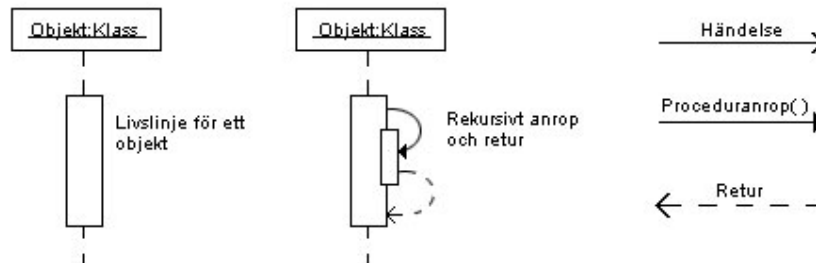 Objekt:Klass
Objekt:Klass
Händelse
Livslinje för ett
objekt
Rekursivt anrop
och retur
Proceduranrop()
Retur